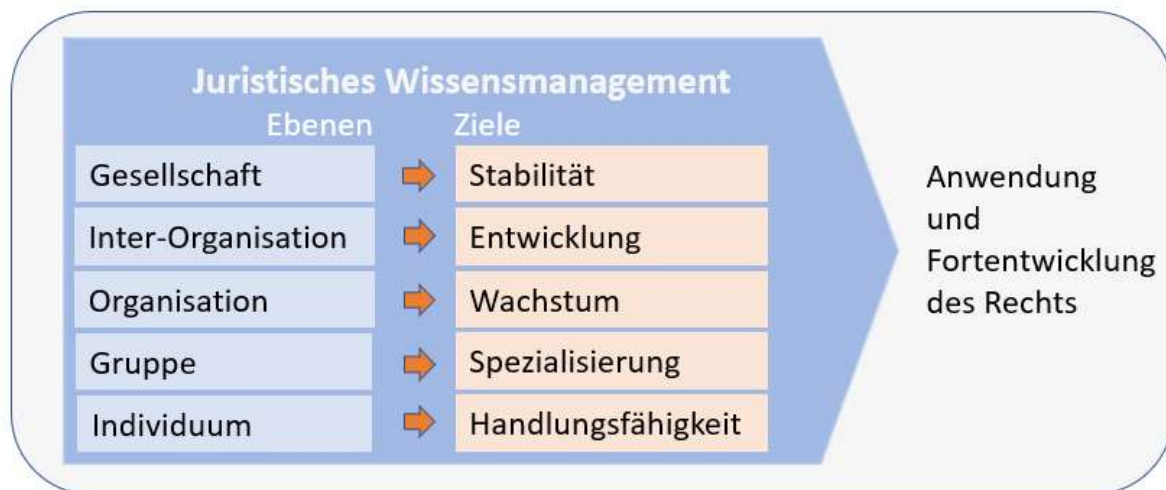 Juristisches Wissensmanagement
Ebenen Ziele
Gesellschaft Stabilität
Inter-Organisation Entwicklung
Organisation Wachstum
Gruppe Spezialisierung
Individuum Handlungsfähigkeit
Anwendung
und
Fortentwicklung
des Rechts